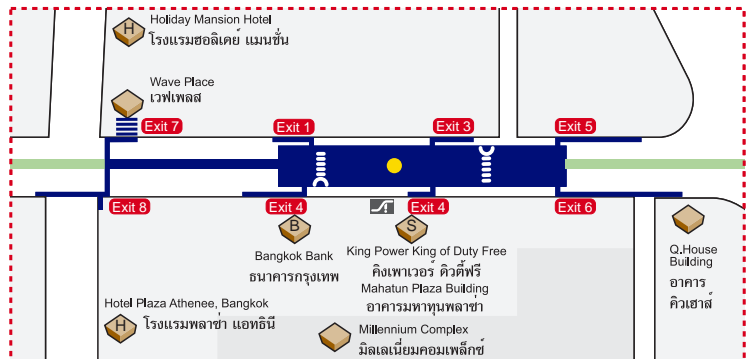 H
Holiday Mansion Hotel
โรงแรมฮอลิเดย์ แมนชั่น
Wave Place
เวฟเพลส
Exit 7
Exit 1
Exit 3
Exit 5
Exit 8
Exit 4
Exit 4
Exit 6
B
S
Bangkok Bank
ธนาคารกรุงเทพ
King Power King of Duty Free
คิงเพาเวอร์ ดิวตี้ฟรี
Mahatun Plaza Building
อาคารมหาทุนพลาซ่า
Q.House
Building
อาคาร
คิวเฮาส์
Hotel Plaza Athenee, Bangkok
H
โรงแรมพลาซ่า แอทธินี
Millennium Complex
มิลเลเนี่ยมคอมเพล็กซ์